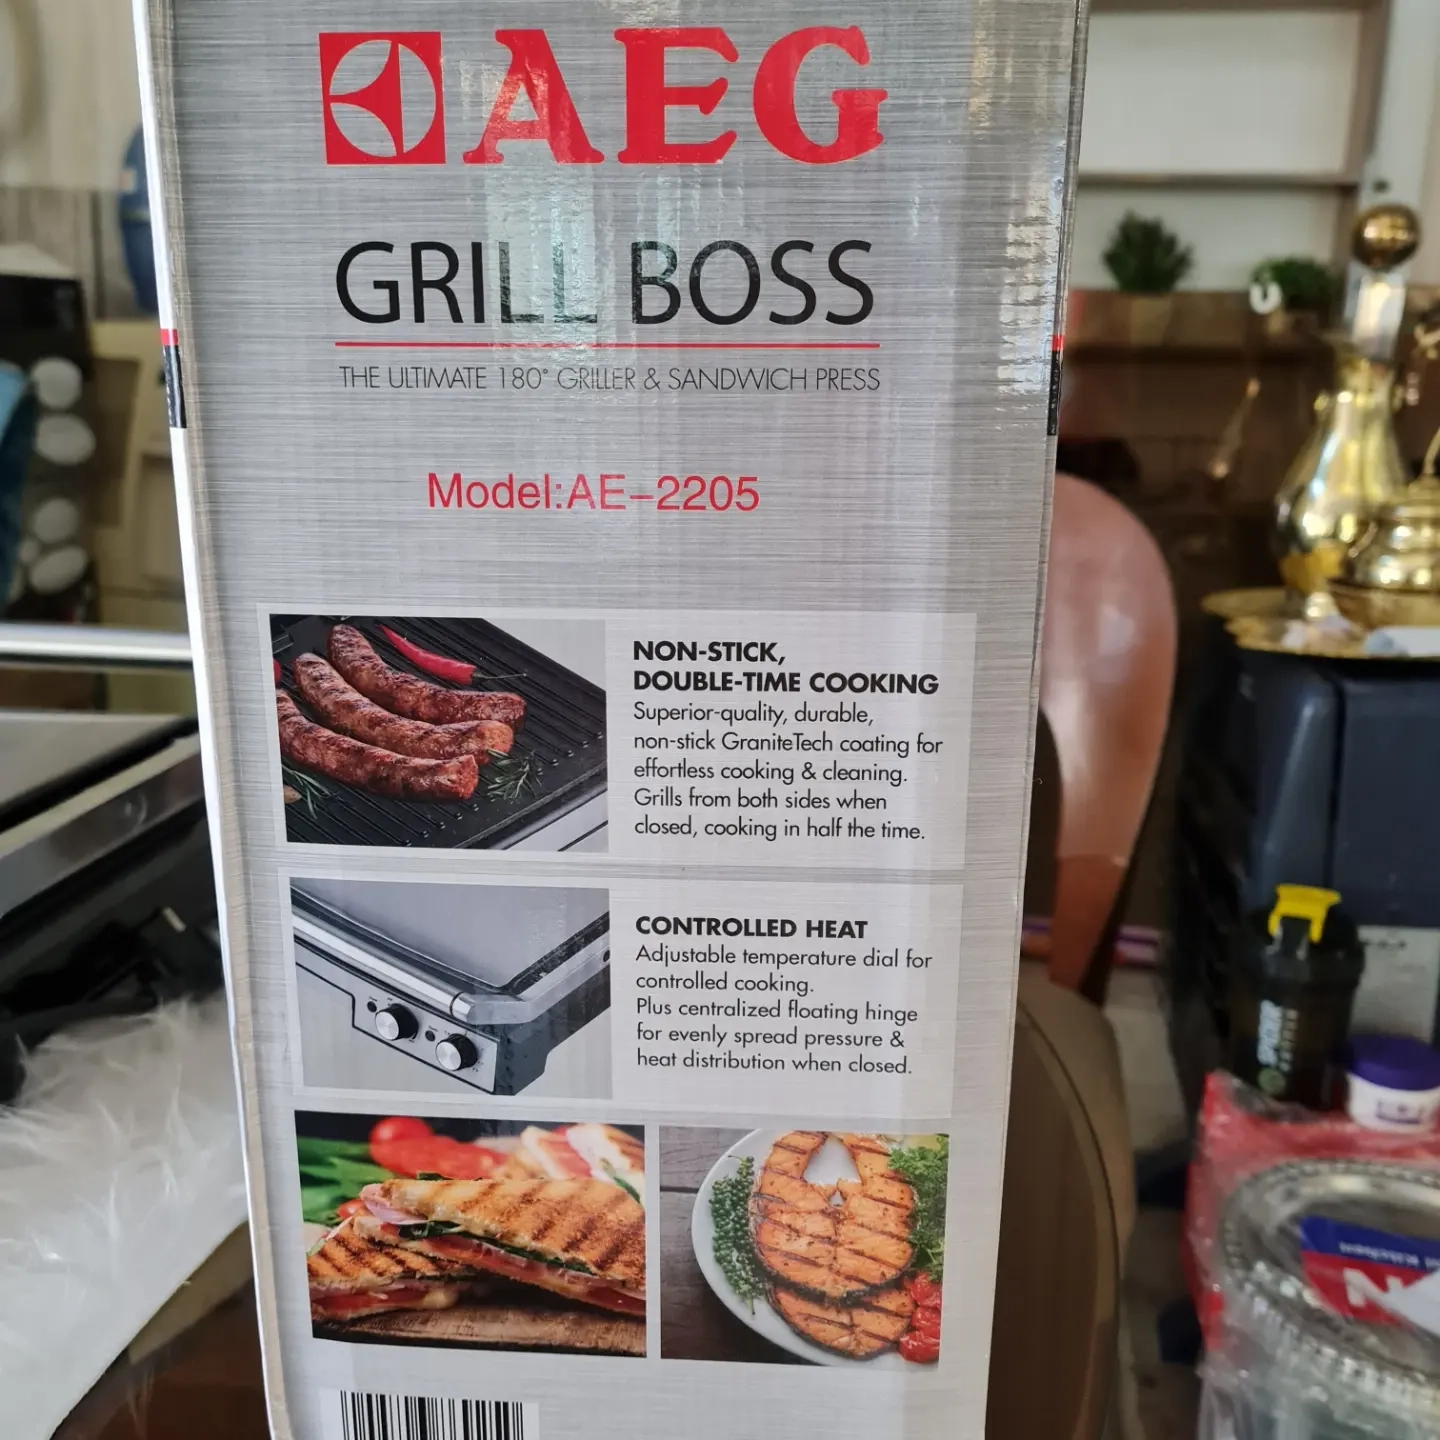 AEG
GRILL BOSS
THE ULTIMATE 180° GRILLER & SANDWICH PRESS
Model:AE-2205
NON-STICK,
DOUBLE-TIME COOKING
Superior-quality, durable,
non-stick GraniteTech coating for
effortless cooking & cleaning.
Grills from both sides when
closed, cooking in half the time.
CONTROLLED HEAT
Adjustable temperature dial for
controlled cooking.
Plus centralized floating hinge
for evenly spread pressure &
heat distribution when closed.